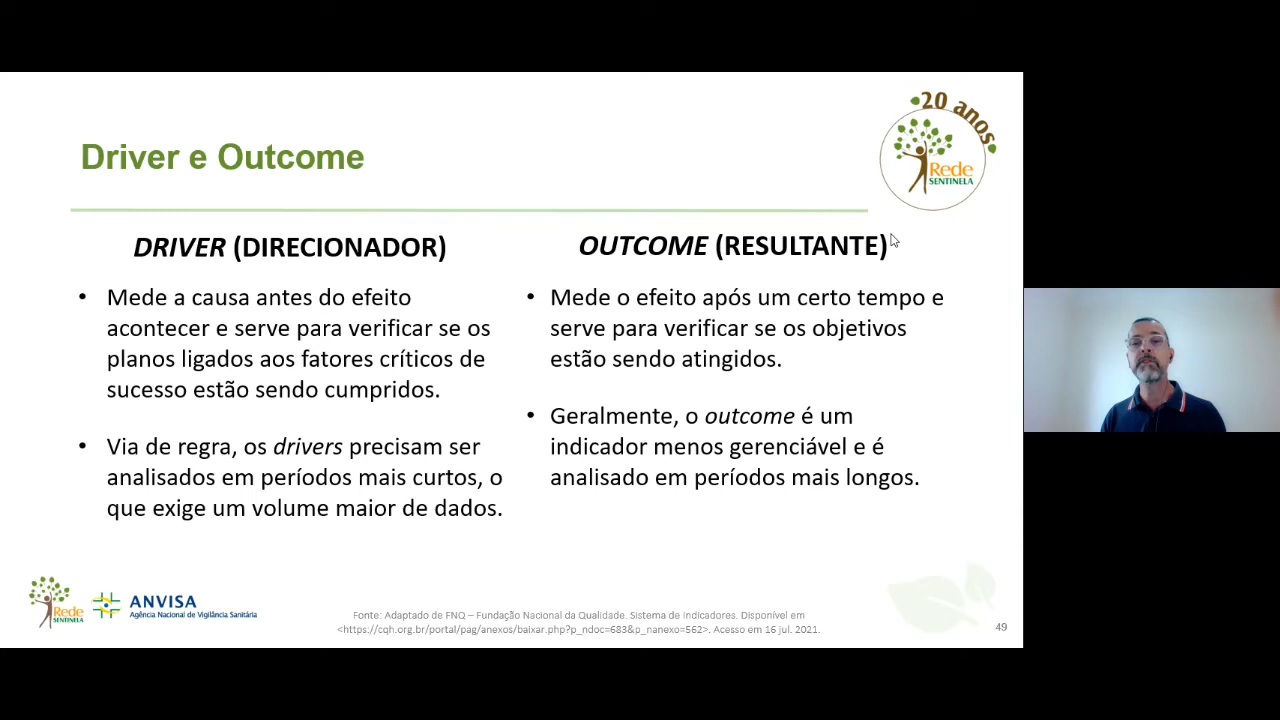 20 anos
Rede
SENTINELA
Driver e Outcome
DRIVER (DIRECIONADOR)
• Mede a causa antes do efeito
acontecer e serve para verificar se os
planos ligados aos fatores críticos de
sucesso estão sendo cumpridos.
• Via de regra, os drivers precisam ser
analisados em períodos mais curtos, o
que exige um volume maior de dados.
OUTCOME (RESULTANTE)
• Mede o efeito após um certo tempo e
serve para verificar se os objetivos
estão sendo atingidos.
• Geralmente, o outcome é um
indicador menos gerenciável e é
analisado em períodos mais longos.
Rede
SENTINELA
ANVISA
Agência Nacional de Vigilância Sanitária
Fonte: Adaptado de FNQ – Fundação Nacional da Qualidade. Sistema de Indicadores. Disponível em
<https://cqh.org.br/portal/pag/anexos/baixar.php?p_ndoc=683&p_nanexo=562>. Acesso em 16 jul. 2021.
49